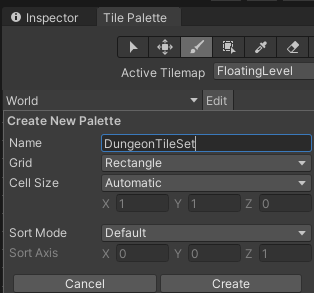 Inspector Tile Palette
Active Tilemap FloatingLevel
World Edit
Create New Palette
Name DungeonTileSet
Grid Rectangle
Cell Size Automatic
X 1 Y 1 Z 0
Sort Mode Default
Sort Axis X 0 Y 0 Z 1
Cancel Create